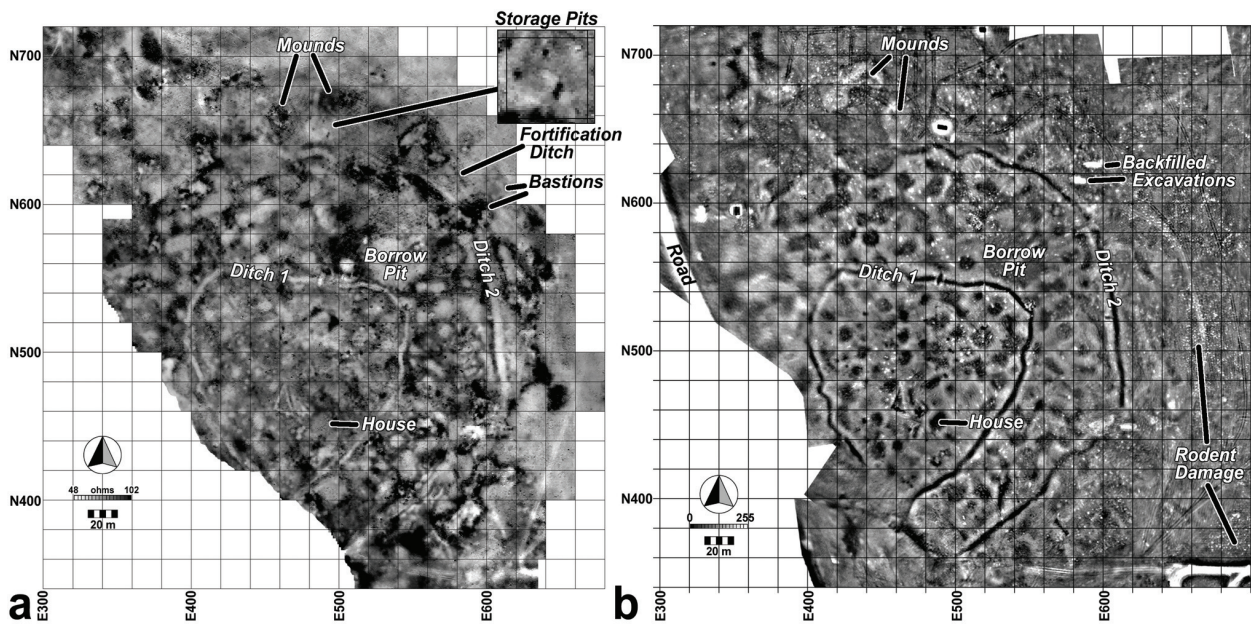 Storage Pits
Mounds
Fortification
Ditch
Bastions
Borrow
Pit
Ditch 1
Ditch 2
House
48 ohms 102
20 m
N700
N600
N500
N400
E300
E400
E500
E600
a
Mounds
Backfilled
Excavations
Road
Borrow
Pit
Ditch 1
Ditch 2
House
Rodent
Damage
0 255
20 m
N700
N600
N500
N400
E300
E400
E500
E600
b